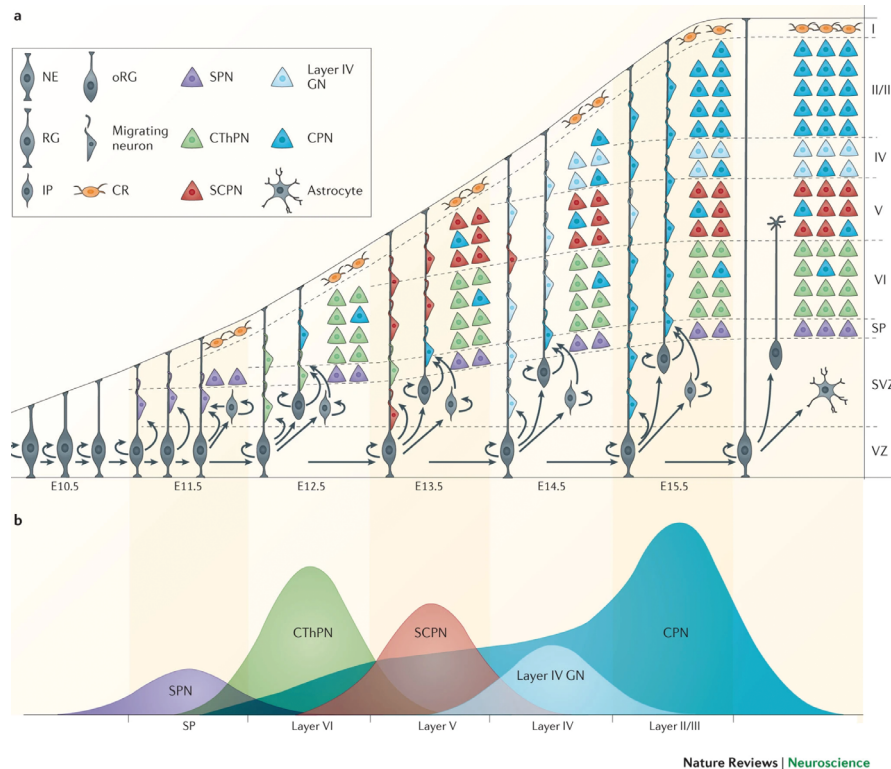 a
NE
oRG
SPN
Layer IV
GN
RG
Migrating
neuron
CThPN
CPN
IP
CR
SCPN
Astrocyte
I
II/III
IV
V
VI
SP
SVZ
VZ
E10.5
E11.5
E12.5
E13.5
E14.5
E15.5
b
SPN
CThPN
SCPN
Layer IV GN
CPN
SP
Layer VI
Layer V
Layer IV
Layer II/III
Nature Reviews | Neuroscience